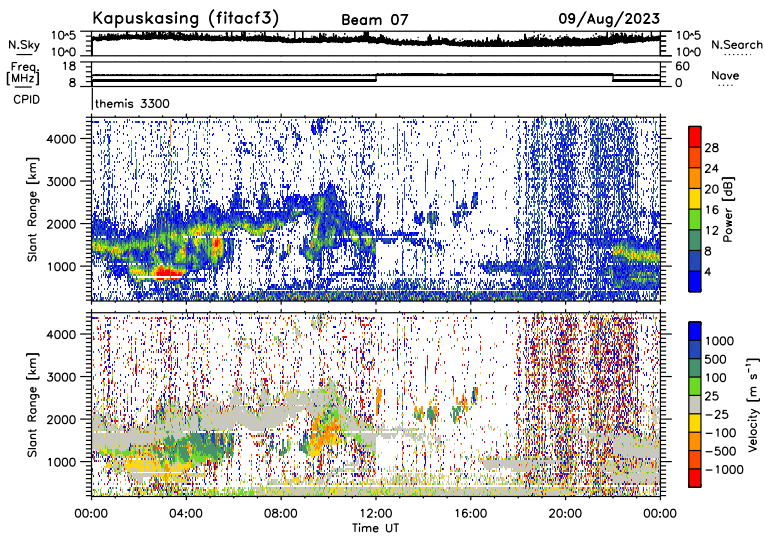 Kapuskasing (fitacf3) Beam 07 09/Aug/2023
N.Sky 10^5 10^0 10^5 10^0 N.Search
Freq. [MHz] 18 8 60 0 Nave
CPID themis 3300
Slant Range [km] 4000 3000 2000 1000
Power [dB] 28 24 20 16 12 8 4
Slant Range [km] 4000 3000 2000 1000
Velocity [m s⁻¹] 1000 500 100 25 −25 −100 −500 −1000
00:00 04:00 08:00 12:00 16:00 20:00 00:00
Time UT